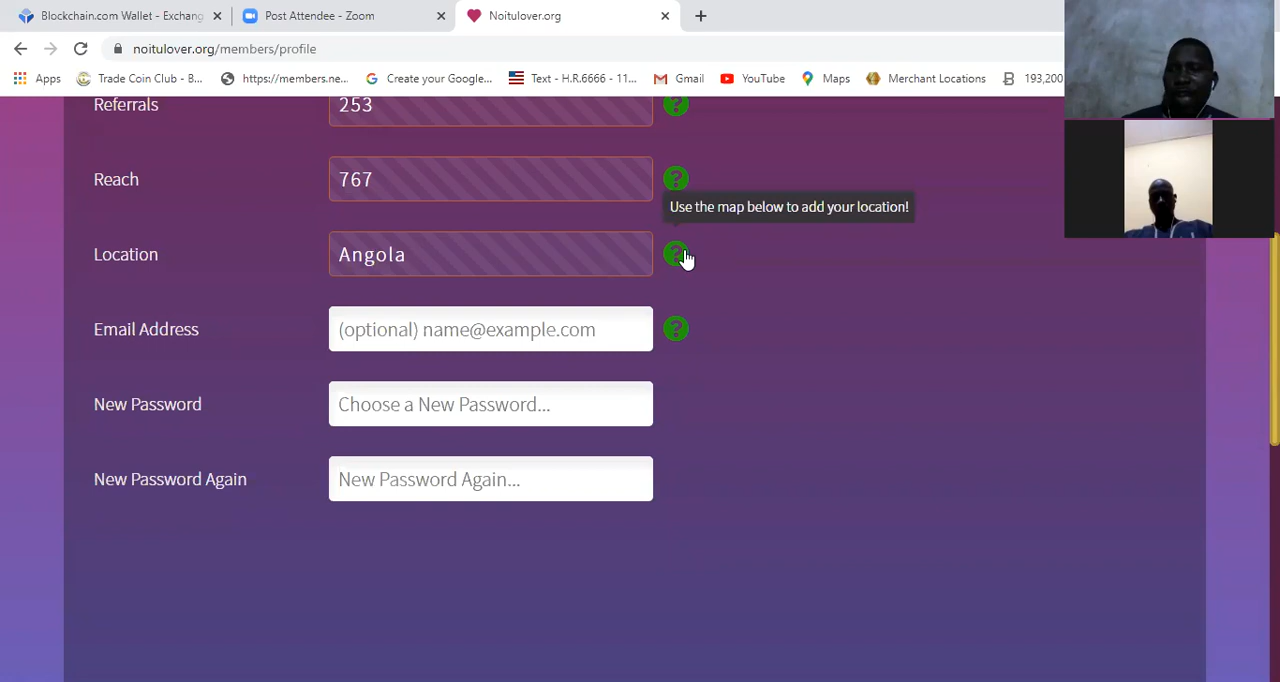 Blockchain.com Wallet - Exchang
Post Attendee - Zoom
Noitulover.org
noitulover.org/members/profile
Apps
Trade Coin Club - B...
https://members.ne...
Create your Google...
Text - H.R.6666 - 11...
Gmail
YouTube
Maps
Merchant Locations
193,200
Referrals
253
?
Reach
767
?
Use the map below to add your location!
Location
Angola
?
Email Address
(optional) name@example.com
?
New Password
Choose a New Password...
New Password Again
New Password Again...